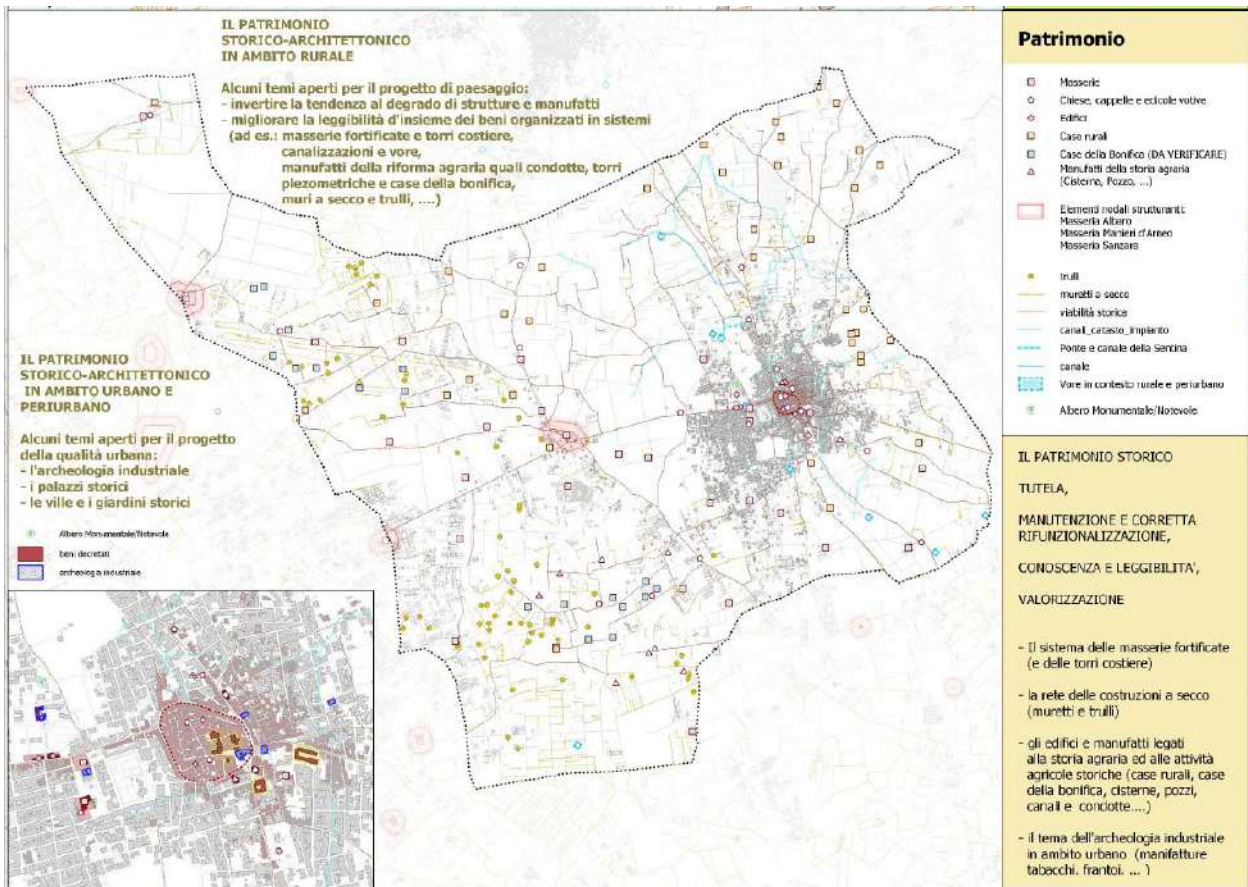 IL PATRIMONIO
STORICO-ARCHITETTONICO
IN AMBITO RURALE
Alcuni temi aperti per il progetto di paesaggio:
- invertire la tendenza al degrado di strutture e manufatti
- migliorare la leggibilità d'insieme dei beni organizzati in sistemi
(ad es.: masserie fortificate e torri costiere,
canalizzazioni e vore,
manufatti della riforma agraria quali condotte, torri
piezometriche e case della bonifica,
muri a secco e trulli, ....)
IL PATRIMONIO
STORICO-ARCHITETTONICO
IN AMBITO URBANO E
PERIURBANO
Alcuni temi aperti per il progetto
della qualità urbana:
- l'archeologia industriale
- i palazzi storici
- le ville e i giardini storici
Albero Monumentale/Notevole
beni decretati
archeologia industriale
Patrimonio
Masserie
Chiese, cappelle e edicole votive
Edifici
Case rurali
Case della Bonifica (DA VERIFICARE)
Manufatti della storia agraria
(Cisterna, Pozzo, ...)
Elementi nodali strutturanti:
Masseria Albaro
Masseria Manieri d'Arneo
Masseria Sanzara
trulli
muretti a secco
viabilità storica
canali_catasto_impianto
Ponte e canale della Sentina
canale
Vore in contesto rurale e periurbano
Albero Monumentale/Notevole
IL PATRIMONIO STORICO
TUTELA,
MANUTENZIONE E CORRETTA
RIFUNZIONALIZZAZIONE,
CONOSCENZA E LEGGIBILITA',
VALORIZZAZIONE
- Il sistema delle masserie fortificate
(e delle torri costiere)
- la rete delle costruzioni a secco
(muretti e trulli)
- gli edifici e manufatti legati
alla storia agraria ed alle attività
agricole storiche (case rurali, case
della bonifica, cisterne, pozzi,
canali e condotte....)
- il tema dell'archeologia industriale
in ambito urbano (manifatture
tabacchi, frantoi, ... )